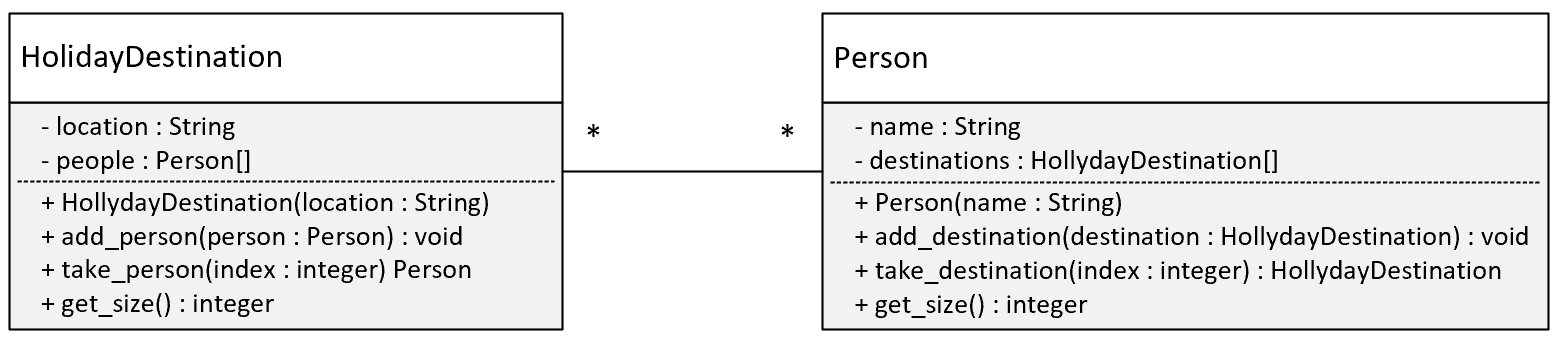 HolidayDestination
- location : String
- people : Person[]
+ HollydayDestination(location : String)
+ add_person(person : Person) : void
+ take_person(index : integer) Person
+ get_size() : integer
* *
Person
- name : String
- destinations : HollydayDestination[]
+ Person(name : String)
+ add_destination(destination : HollydayDestination) : void
+ take_destination(index : integer) : HollydayDestination
+ get_size() : integer